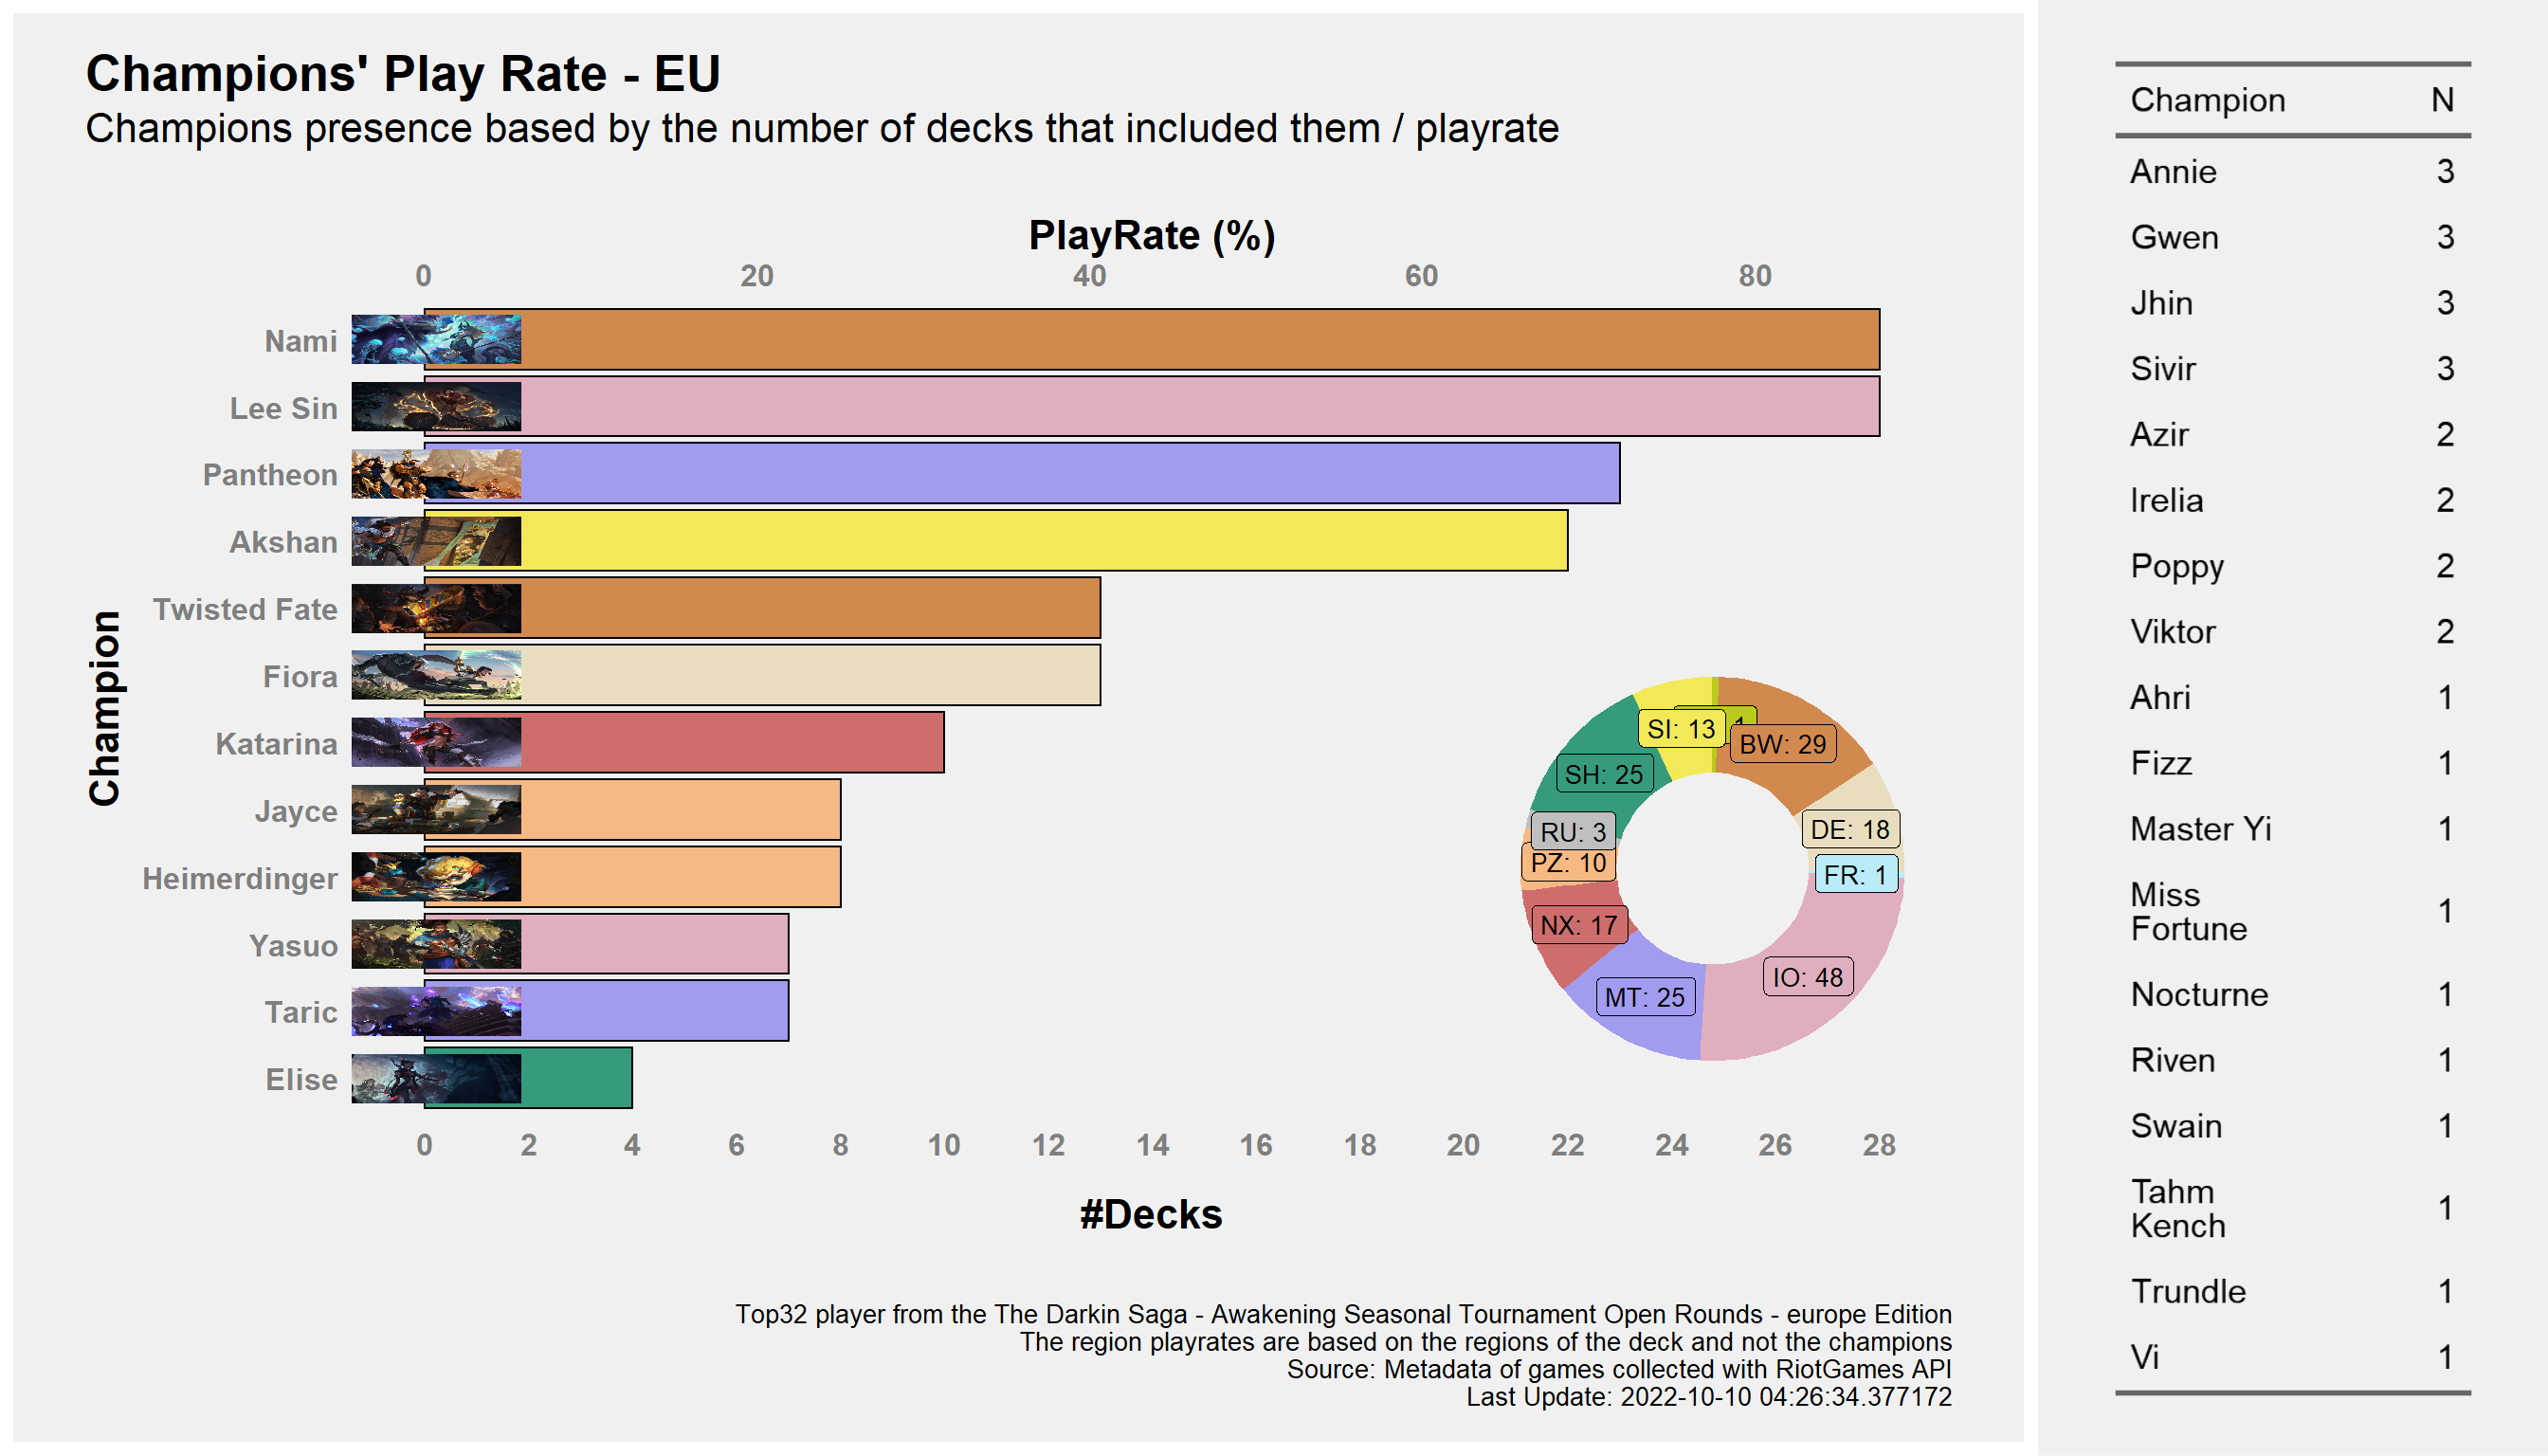 Champions' Play Rate - EU
Champions presence based by the number of decks that included them / playrate
PlayRate (%)
0 20 40 60 80
Champion
Nami
Lee Sin
Pantheon
Akshan
Twisted Fate
Fiora
Katarina
Jayce
Heimerdinger
Yasuo
Taric
Elise
0 2 4 6 8 10 12 14 16 18 20 22 24 26 28
#Decks
SI: 13
1
BW: 29
SH: 25
DE: 18
RU: 3
PZ: 10
FR: 1
NX: 17
IO: 48
MT: 25
Top32 player from the The Darkin Saga - Awakening Seasonal Tournament Open Rounds - europe Edition
The region playrates are based on the regions of the deck and not the champions
Source: Metadata of games collected with RiotGames API
Last Update: 2022-10-10 04:26:34.377172
Champion N
Annie 3
Gwen 3
Jhin 3
Sivir 3
Azir 2
Irelia 2
Poppy 2
Viktor 2
Ahri 1
Fizz 1
Master Yi 1
Miss
Fortune 1
Nocturne 1
Riven 1
Swain 1
Tahm
Kench 1
Trundle 1
Vi 1